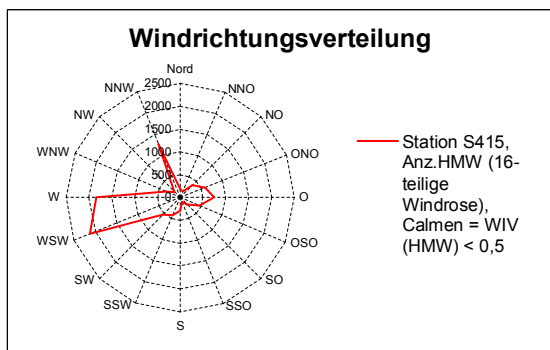 Windrichtungsverteilung
Nord
NNW
NNO
NW
NO
WNW
ONO
W
O
WSW
OSO
SW
SO
SSW
SSO
S
2500
2000
1500
1000
500
0
Station S415,
Anz.HMW (16-
teilige
Windrose),
Calmen = WIV
(HMW) < 0,5